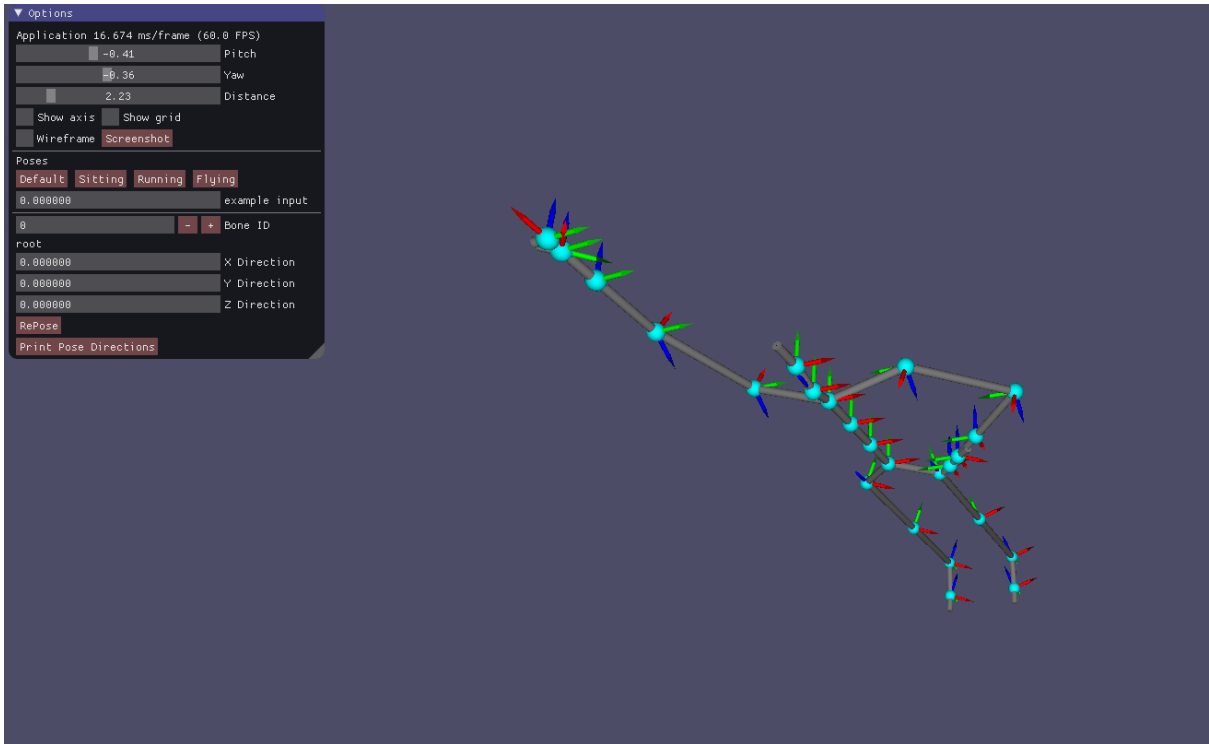 ▼ Options
Application 16.674 ms/frame (60.0 FPS)
-0.41 Pitch
-0.36 Yaw
2.23 Distance
Show axis Show grid
Wireframe Screenshot
Poses
Default Sitting Running Flying
0.000000 example input
0 - + Bone ID
root
0.000000 X Direction
0.000000 Y Direction
0.000000 Z Direction
RePose
Print Pose Directions